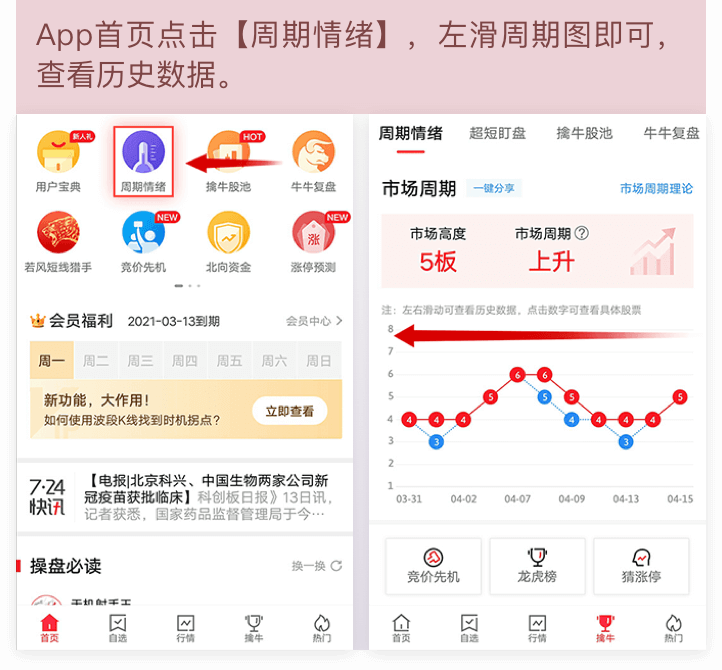 App首页点击【周期情绪】，左滑周期图即可，
查看历史数据。
新人礼
HOT
用户宝典
周期情绪
擒牛股池
牛牛复盘
NEW
NEW
涨
若风短线猎手
竞价先机
北向资金
涨停预测
会员福利 2021-03-13到期 会员中心
周一 周二 周三 周四 周五 周六 周日
新功能，大作用！
如何使用波段K线找到时机拐点?
立即查看
7·24
快讯
【电报|北京科兴、中国生物两家公司新
冠疫苗获批临床】科创板日报》13日讯，
记者获悉，国家药品监督管理局于今…
操盘必读 换一换
首页 自选 行情 擒牛 热门
周期情绪 超短盯盘 擒牛股池 牛牛复盘
市场周期 一键分享 市场周期理论
市场高度 市场周期?
5板 上升
注：左右滑动可查看历史数据，点击数字可查看具体股票
8
7
6
5
4
3
2
1
4 4 4 5 6 6 5 4 4 4 5
3 5 4 3
03-31 04-02 04-07 04-09 04-13 04-15
竞价先机 龙虎榜 猜涨停
首页 自选 行情 擒牛 热门